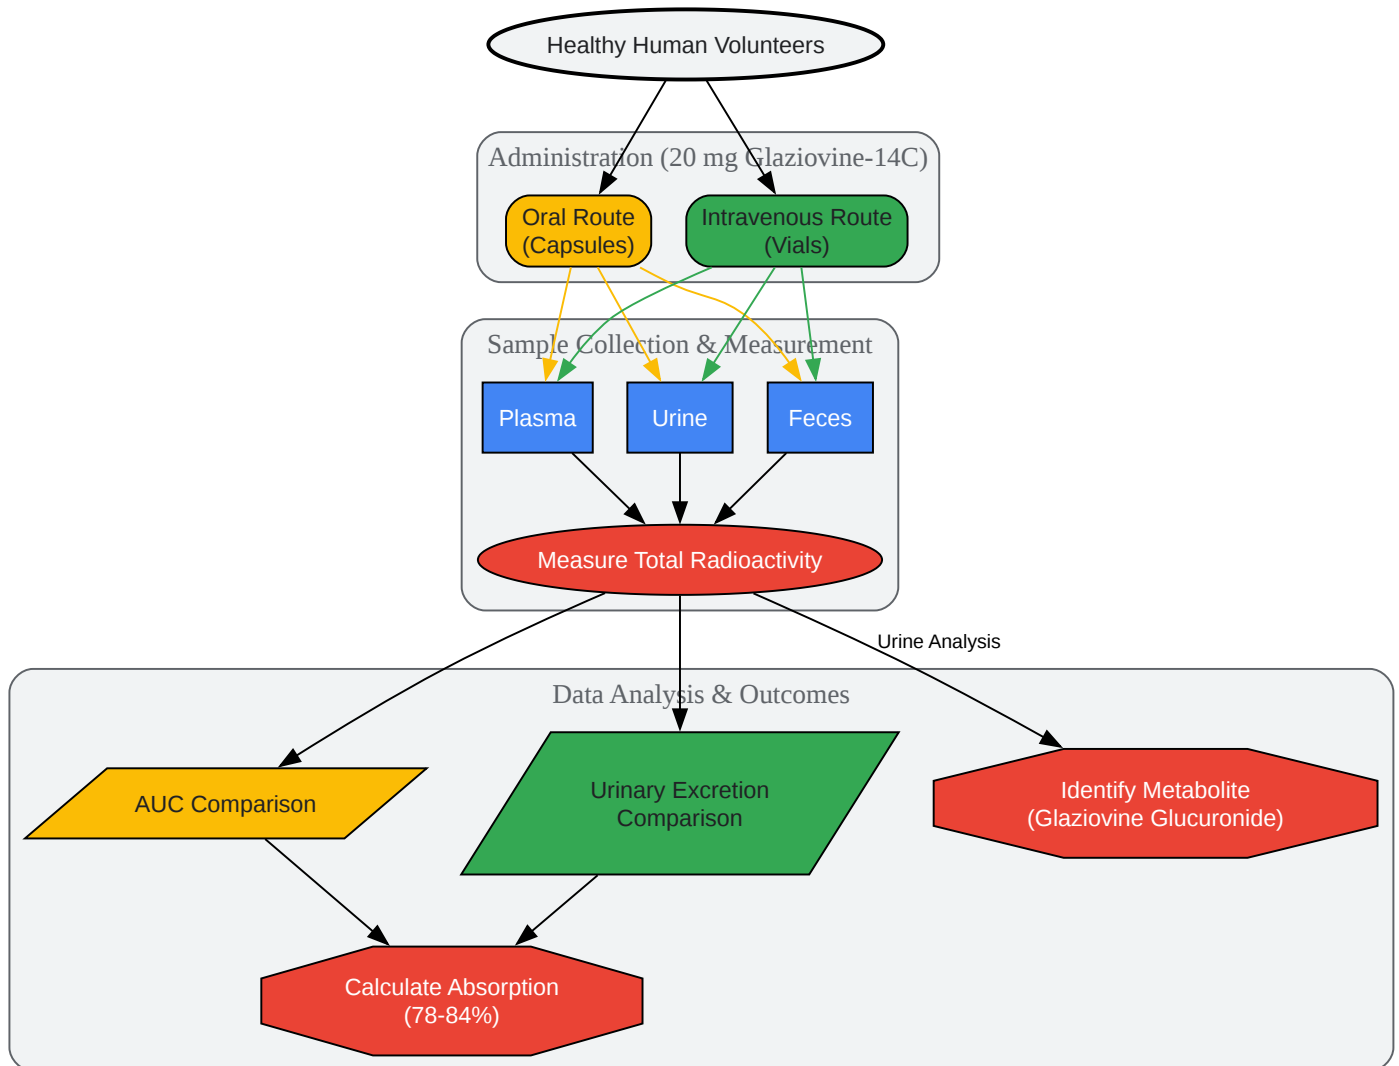 Healthy Human Volunteers
Administration (20 mg Glaziovine-14C)
Oral Route
(Capsules)
Intravenous Route
(Vials)
Sample Collection & Measurement
Plasma
Urine
Feces
Measure Total Radioactivity
Urine Analysis
Data Analysis & Outcomes
AUC Comparison
Urinary Excretion
Comparison
Identify Metabolite
(Glaziovine Glucuronide)
Calculate Absorption
(78-84%)